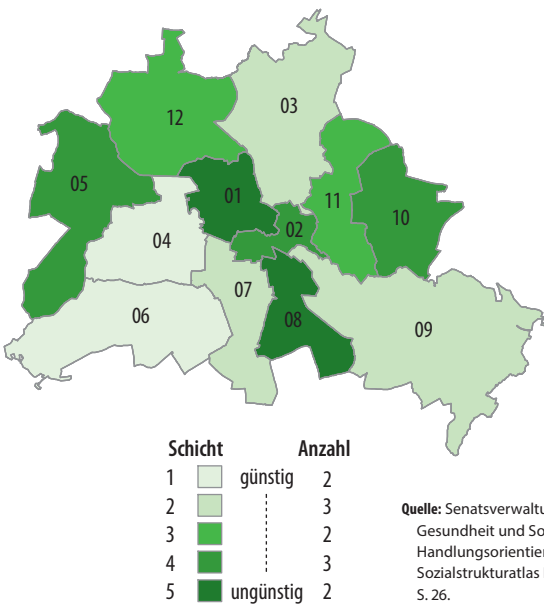 03
12
05
01
11
10
02
04
07
06
08
09
Schicht Anzahl
1 günstig 2
2 3
3 2
4 3
5 ungünstig 2
Quelle: Senatsverwaltu
Gesundheit und So
Handlungsorientier
Sozialstrukturatlas
S. 26.